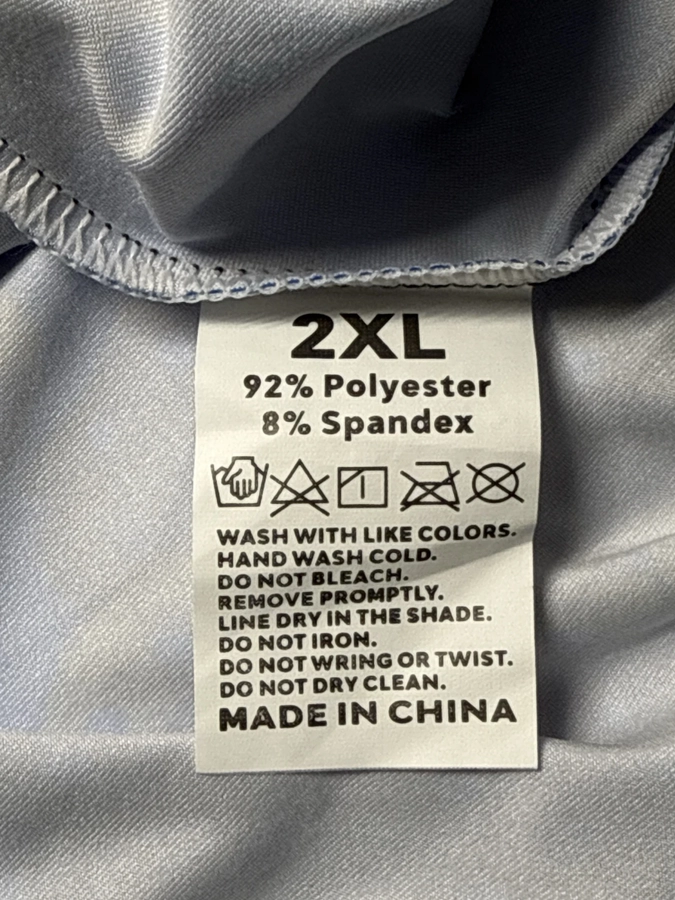 2XL
92% Polyester
8% Spandex
WASH WITH LIKE COLORS.
HAND WASH COLD.
DO NOT BLEACH.
REMOVE PROMPTLY.
LINE DRY IN THE SHADE.
DO NOT IRON.
DO NOT WRING OR TWIST.
DO NOT DRY CLEAN.
MADE IN CHINA